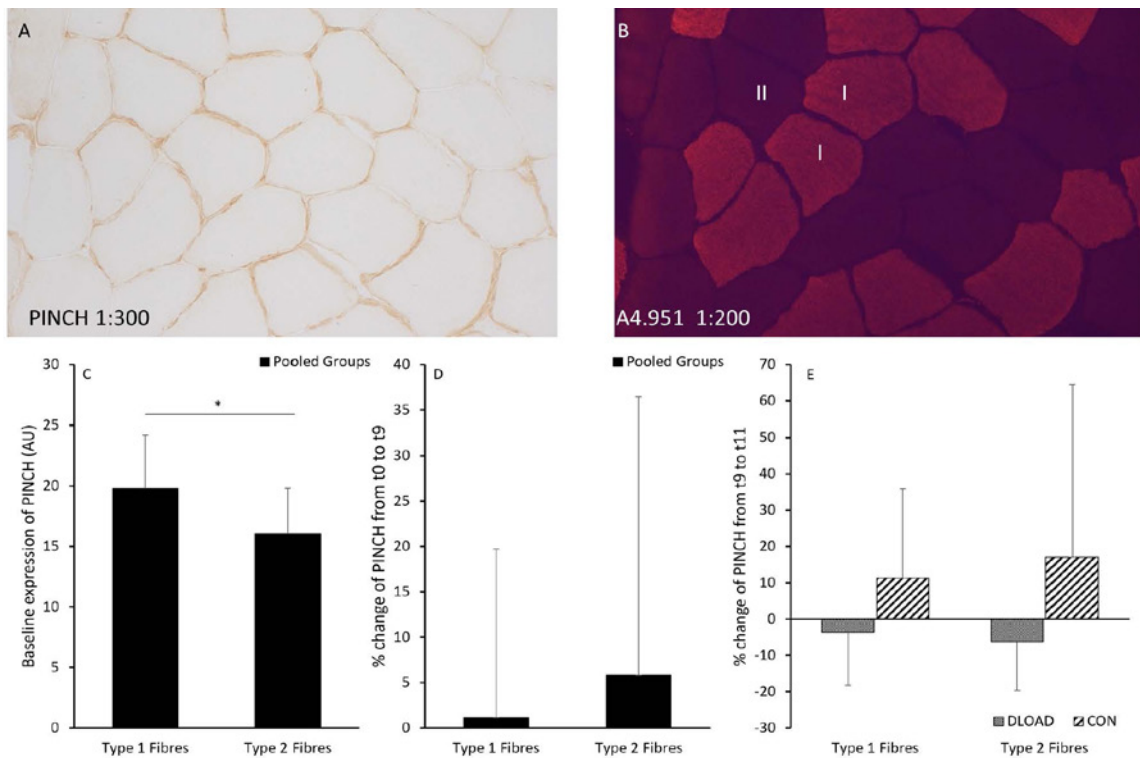 A
PINCH 1:300
B
II
I
I
A4.951 1:200
C
Pooled Groups
*
Baseline expression of PINCH (AU)
30
25
20
15
10
5
0
Type 1 Fibres
Type 2 Fibres
D
Pooled Groups
% change of PINCH from t0 to t9
40
35
30
25
20
15
10
5
0
Type 1 Fibres
Type 2 Fibres
E
% change of PINCH from t9 to t11
70
60
50
40
30
20
10
0
-10
-20
-30
DLOAD
CON
Type 1 Fibres
Type 2 Fibres